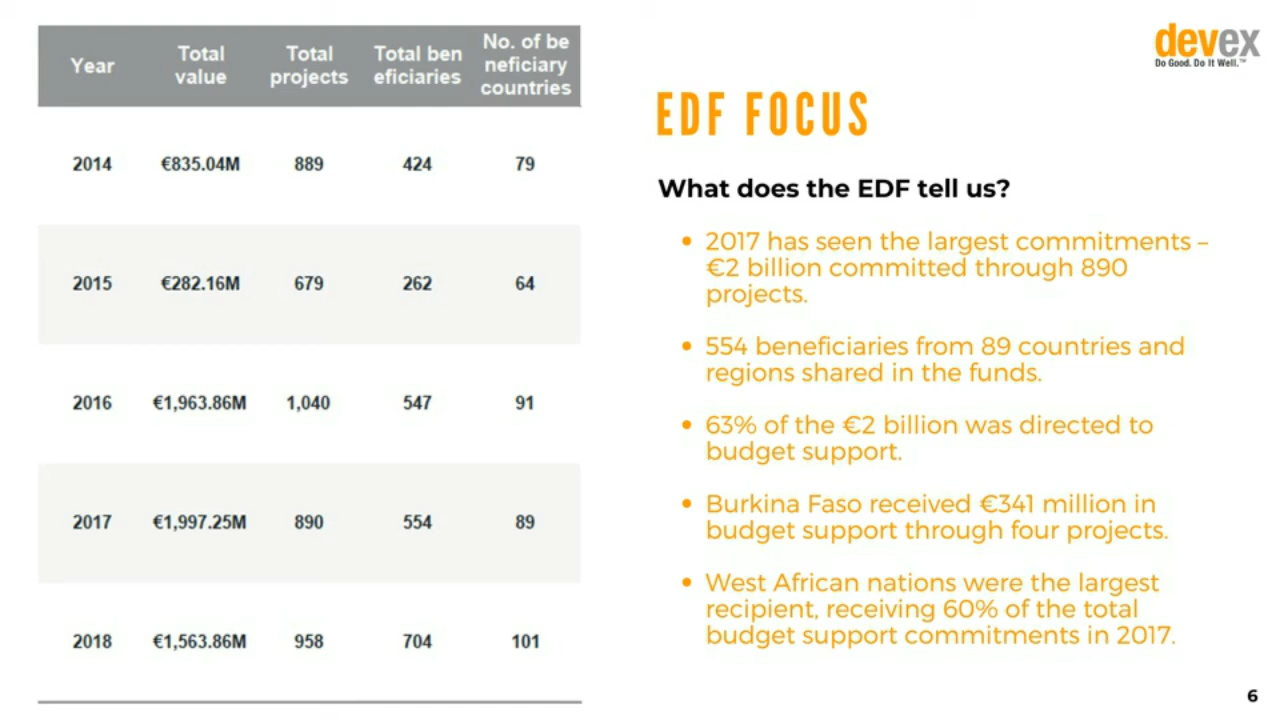 Year Total value Total projects Total ben eficiaries No. of be neficiary countries
2014 €835.04M 889 424 79
2015 €282.16M 679 262 64
2016 €1,963.86M 1,040 547 91
2017 €1,997.25M 890 554 89
2018 €1,563.86M 958 704 101
devex
Do Good. Do It Well.™
EDF FOCUS
What does the EDF tell us?
• 2017 has seen the largest commitments –
€2 billion committed through 890
projects.
• 554 beneficiaries from 89 countries and
regions shared in the funds.
• 63% of the €2 billion was directed to
budget support.
• Burkina Faso received €341 million in
budget support through four projects.
• West African nations were the largest
recipient, receiving 60% of the total
budget support commitments in 2017.
6